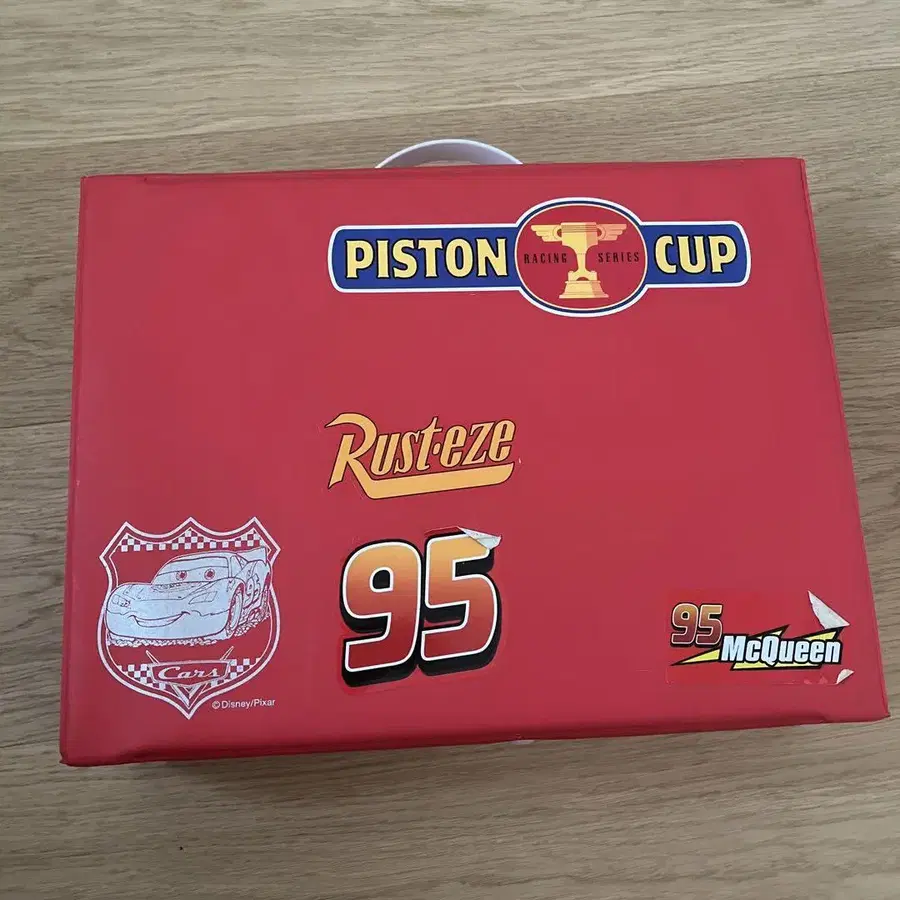 PISTON RACING SERIES CUP
Rust-eze
95
95
McQueen
Cars
©Disney/Pixar